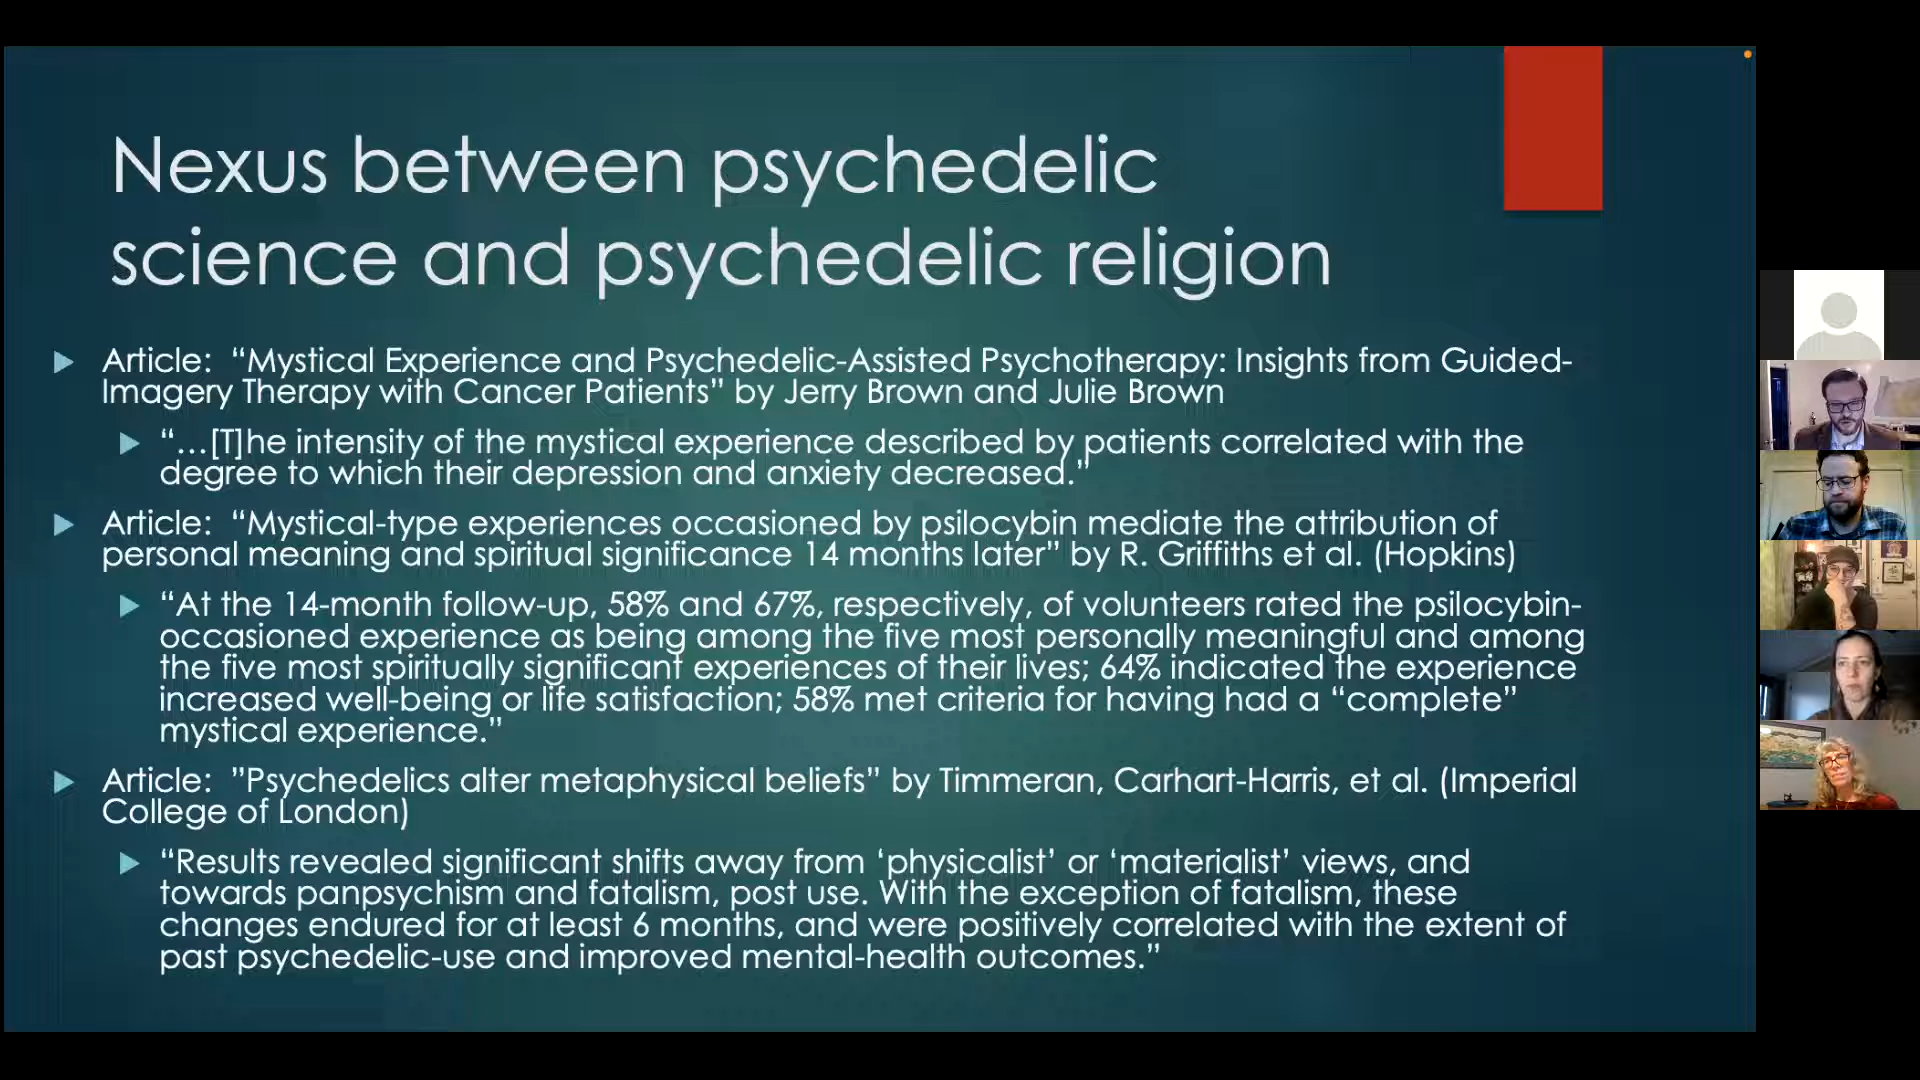 Nexus between psychedelic
science and psychedelic religion
Article:  “Mystical Experience and Psychedelic-Assisted Psychotherapy: Insights from Guided-
Imagery Therapy with Cancer Patients” by Jerry Brown and Julie Brown
“…[T]he intensity of the mystical experience described by patients correlated with the
degree to which their depression and anxiety decreased.”
Article:  “Mystical-type experiences occasioned by psilocybin mediate the attribution of
personal meaning and spiritual significance 14 months later” by R. Griffiths et al. (Hopkins)
“At the 14-month follow-up, 58% and 67%, respectively, of volunteers rated the psilocybin-
occasioned experience as being among the five most personally meaningful and among
the five most spiritually significant experiences of their lives; 64% indicated the experience
increased well-being or life satisfaction; 58% met criteria for having had a “complete”
mystical experience.”
Article:  ”Psychedelics alter metaphysical beliefs” by Timmeran, Carhart-Harris, et al. (Imperial
College of London)
“Results revealed significant shifts away from ‘physicalist’ or ‘materialist’ views, and
towards panpsychism and fatalism, post use. With the exception of fatalism, these
changes endured for at least 6 months, and were positively correlated with the extent of
past psychedelic-use and improved mental-health outcomes.”